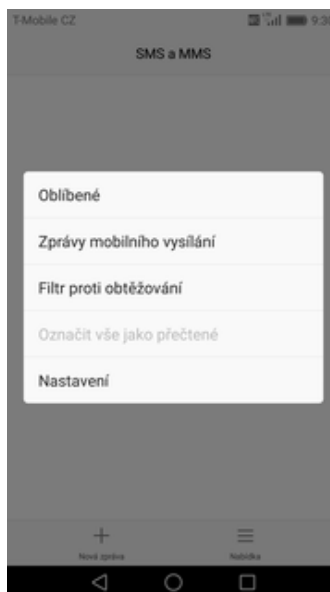 T-Mobile CZ 9:30
SMS a MMS
Oblíbené
Zprávy mobilního vysílání
Filtr proti obtěžování
Označit vše jako přečtené
Nastavení
Nová zpráva Nabídka